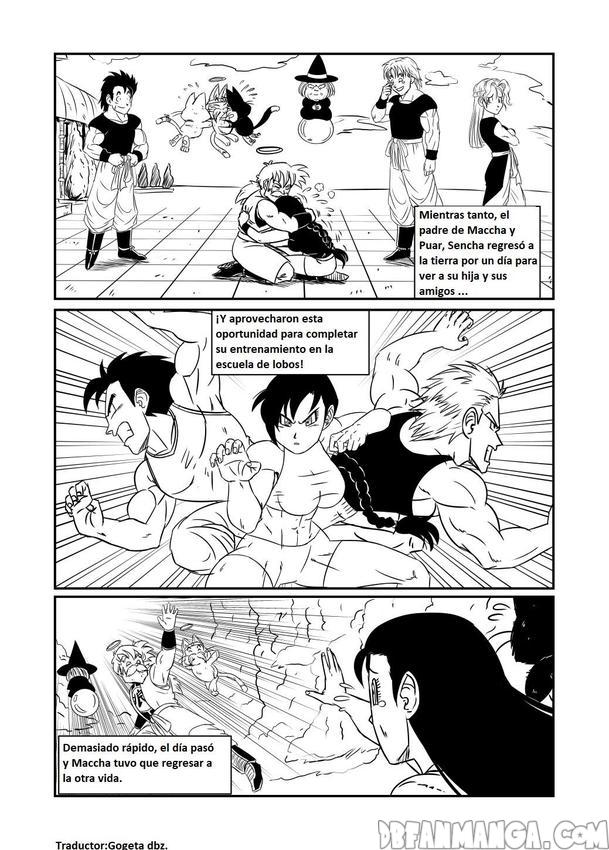 Mientras tanto, el
padre de Maccha y
Puar, Sencha regresó a
la tierra por un día para
ver a su hija y sus
amigos ...
¡Y aprovecharon esta
oportunidad para completar
su entrenamiento en la
escuela de lobos!
Demasiado rápido, el día pasó
y Maccha tuvo que regresar a
la otra vida.
Traductor:Gogeta dbz.
DBFANMANGA.COM